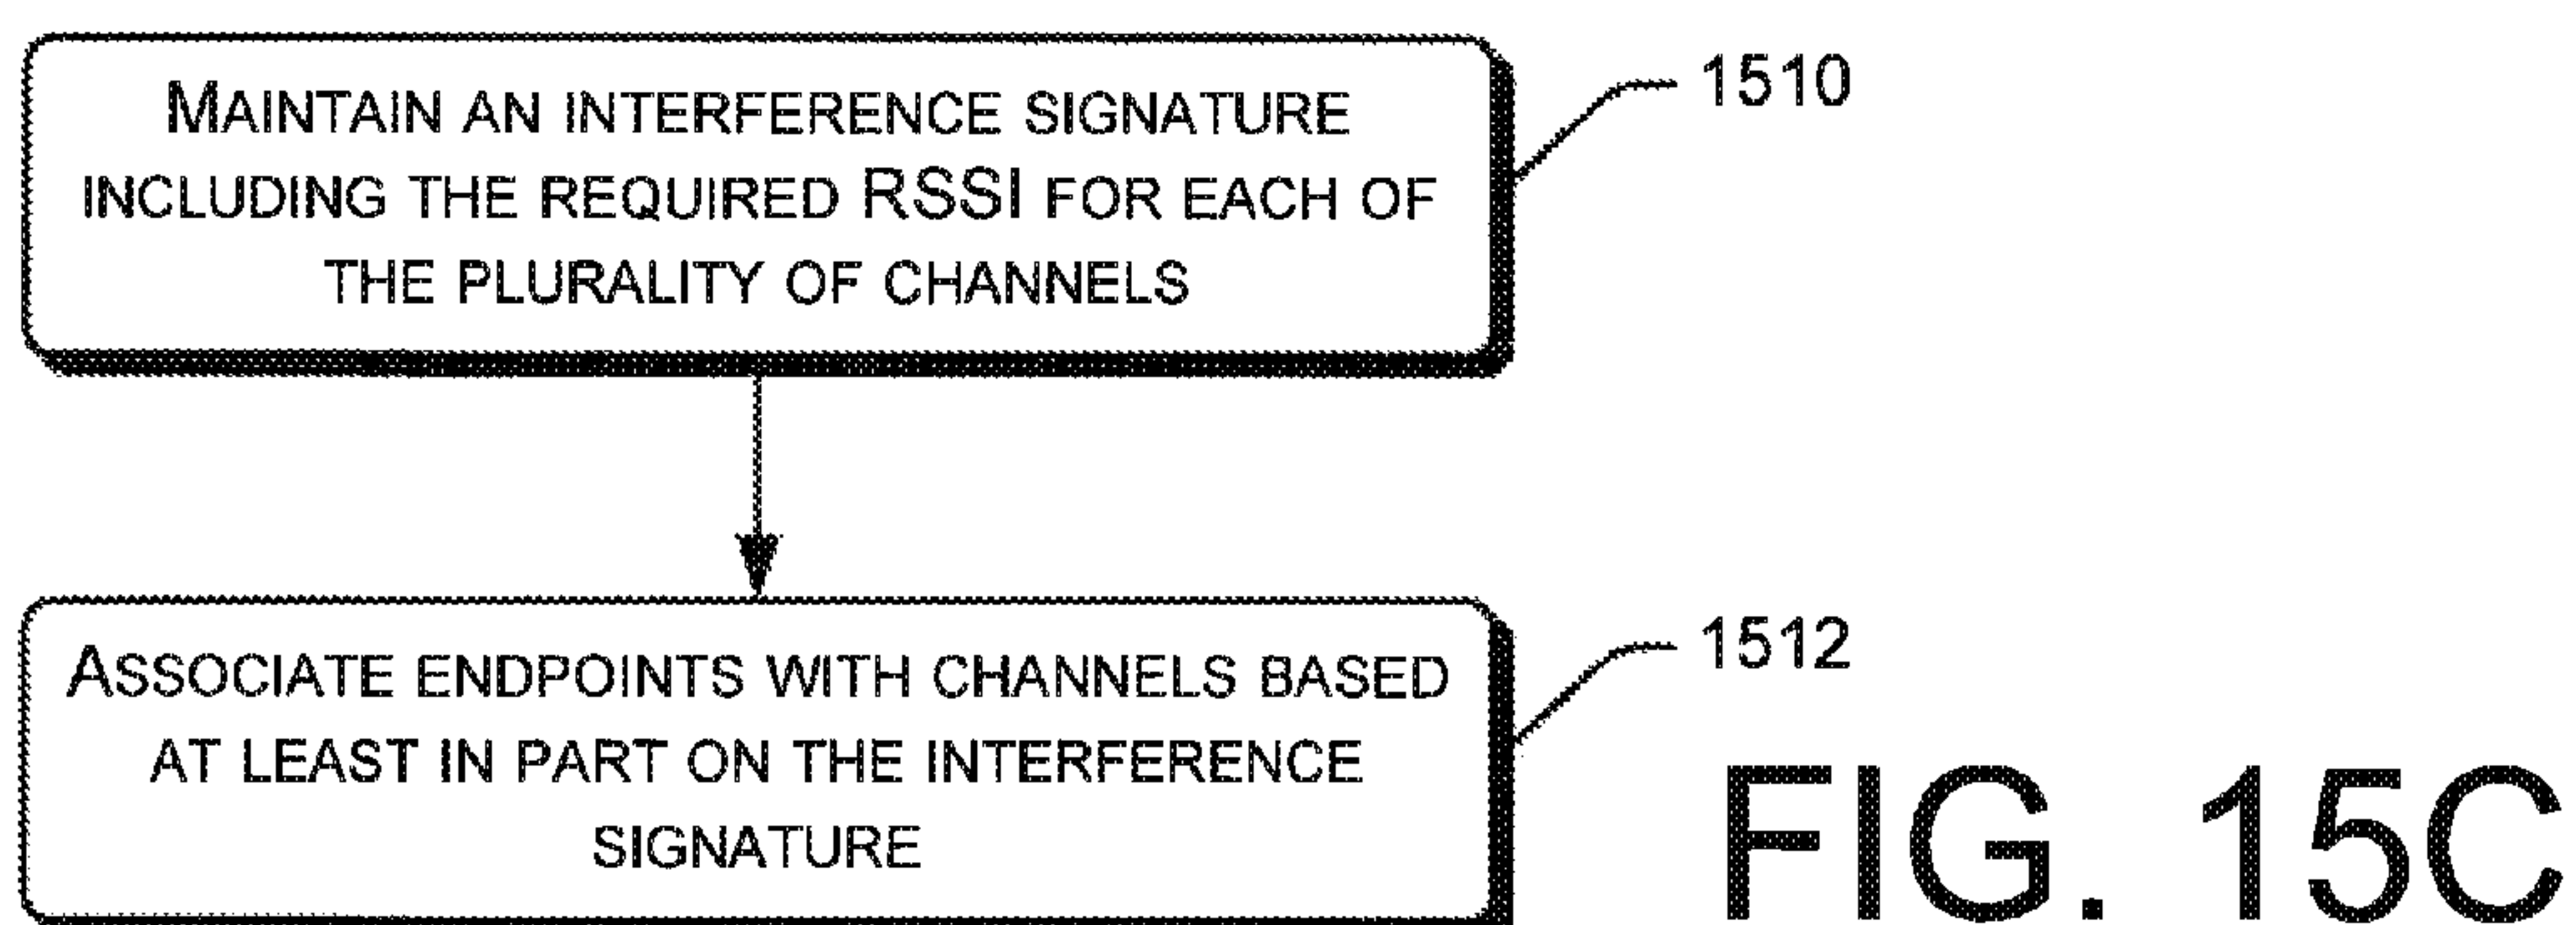 MAINTAIN AN INTERFERENCE SIGNATURE
INCLUDING THE REQUIRED RSSI FOR EACH OF
THE PLURALITY OF CHANNELS
1510
ASSOCIATE ENDPOINTS WITH CHANNELS BASED
AT LEAST IN PART ON THE INTERFERENCE
SIGNATURE
1512
FIG. 15C